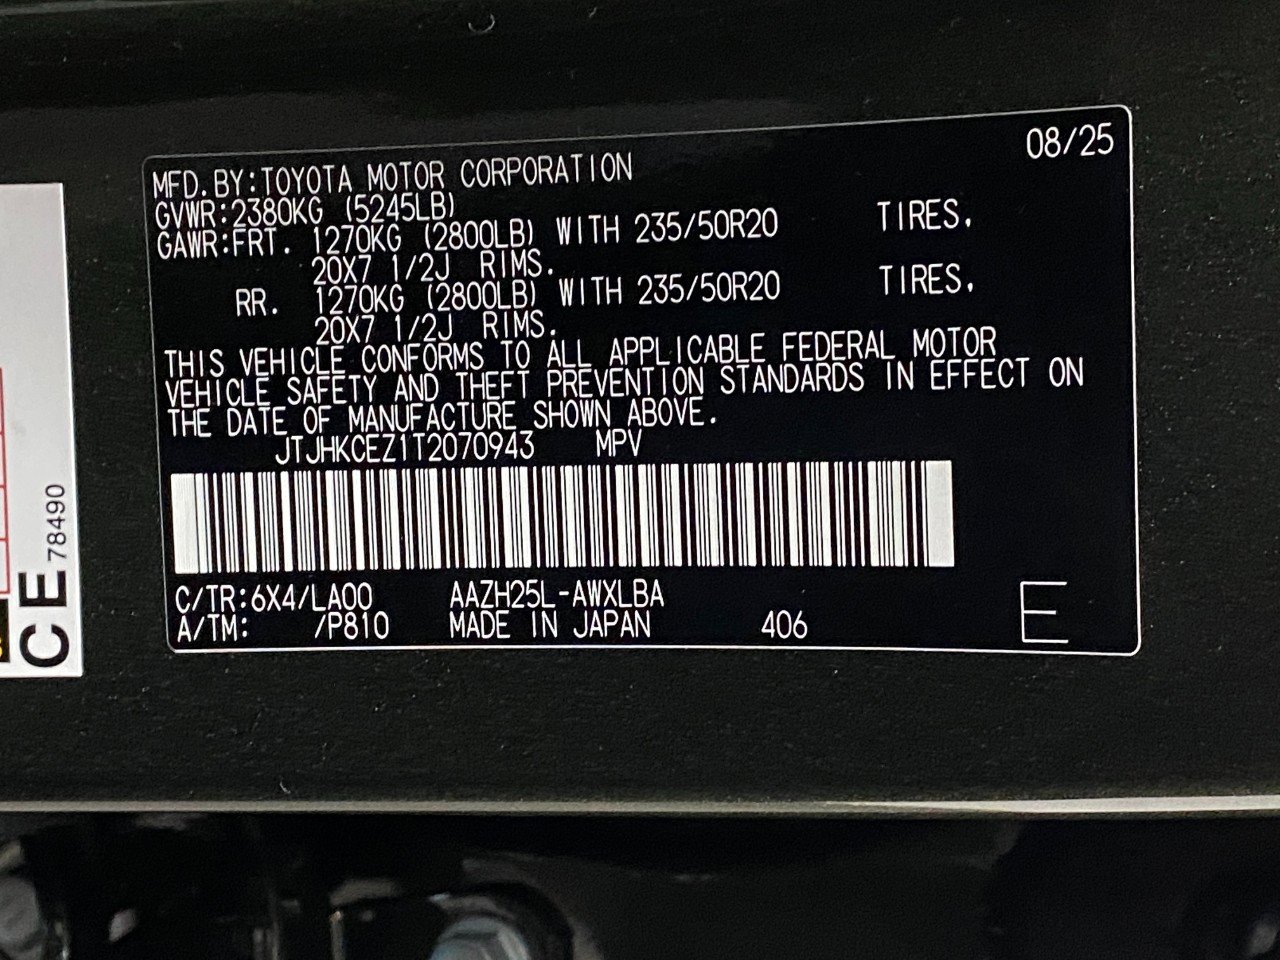 08/25
MFD.BY:TOYOTA MOTOR CORPORATION
GVWR:2380KG (5245LB)
GAWR:FRT. 1270KG (2800LB) WITH 235/50R20 TIRES.
20X7 1/2J RIMS.
RR. 1270KG (2800LB) WITH 235/50R20 TIRES.
20X7 1/2J RIMS.
THIS VEHICLE CONFORMS TO ALL APPLICABLE FEDERAL MOTOR
VEHICLE SAFETY AND THEFT PREVENTION STANDARDS IN EFFECT ON
THE DATE OF MANUFACTURE SHOWN ABOVE.
JTJHKCEZ1T2070943 MPV
C/TR:6X4/LA00 AAZH25L-AWXLBA
A/TM: /P810 MADE IN JAPAN 406 E
CE 78490